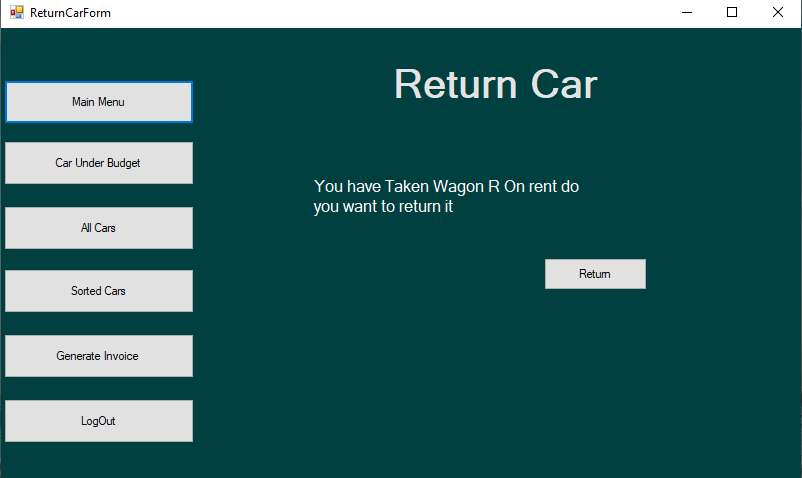 ReturnCarForm
Return Car
Main Menu
Car Under Budget
All Cars
Sorted Cars
Generate Invoice
LogOut
You have Taken Wagon R On rent do
you want to return it
Return